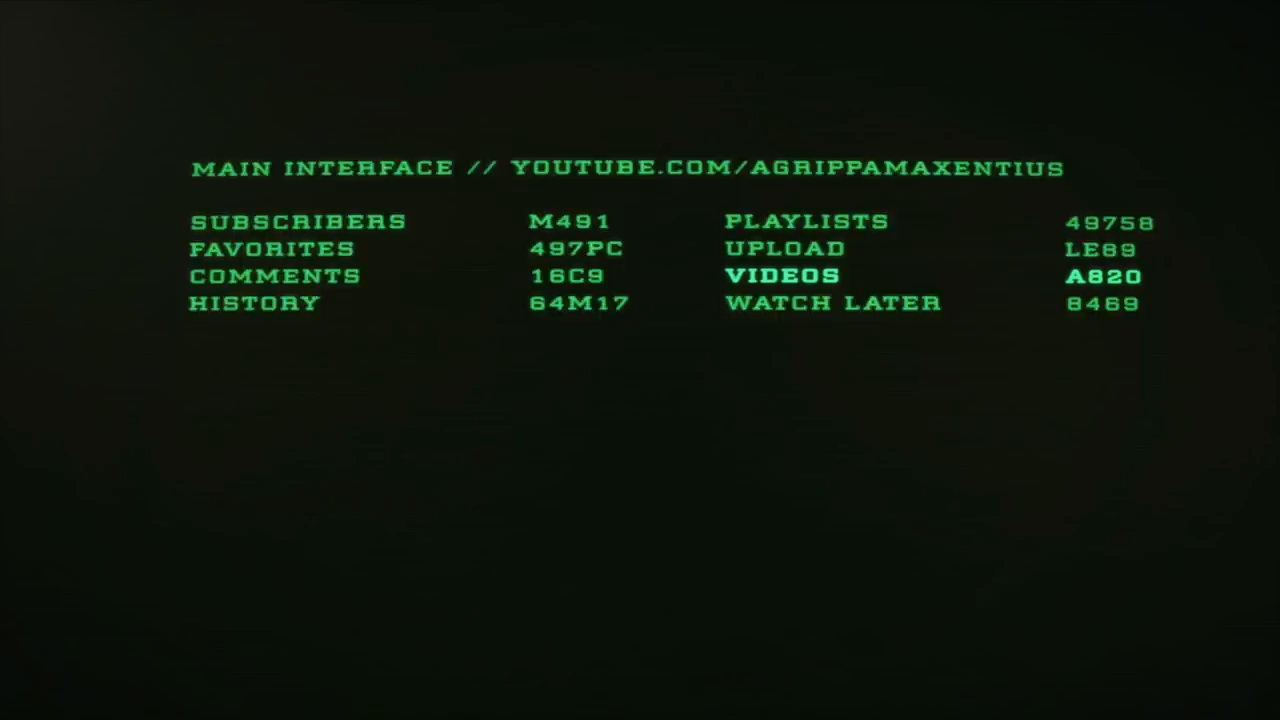 MAIN INTERFACE // YOUTUBE.COM/AGRIPPAMAXENTIUS
SUBSCRIBERS M491 PLAYLISTS 49758
FAVORITES 497PC UPLOAD LE89
COMMENTS 16C9 VIDEOS A820
HISTORY 64M17 WATCH LATER 8469